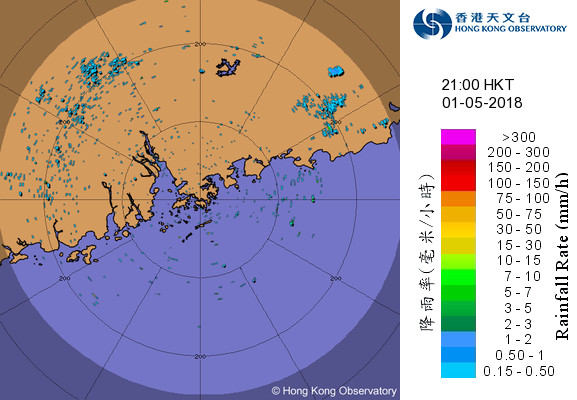 香港天文台
HONG KONG OBSERVATORY
21:00 HKT
01-05-2018
>300
200 - 300
150 - 200
100 - 150
75 - 100
50 - 75
30 - 50
15 - 30
10 - 15
7 - 10
5 - 7
3 - 5
2 - 3
1 - 2
0.50 - 1
0.15 - 0.50
降雨率(毫米/小時)
Rainfall Rate (mm/h)
200
200
200
200
200
200
© Hong Kong Observatory